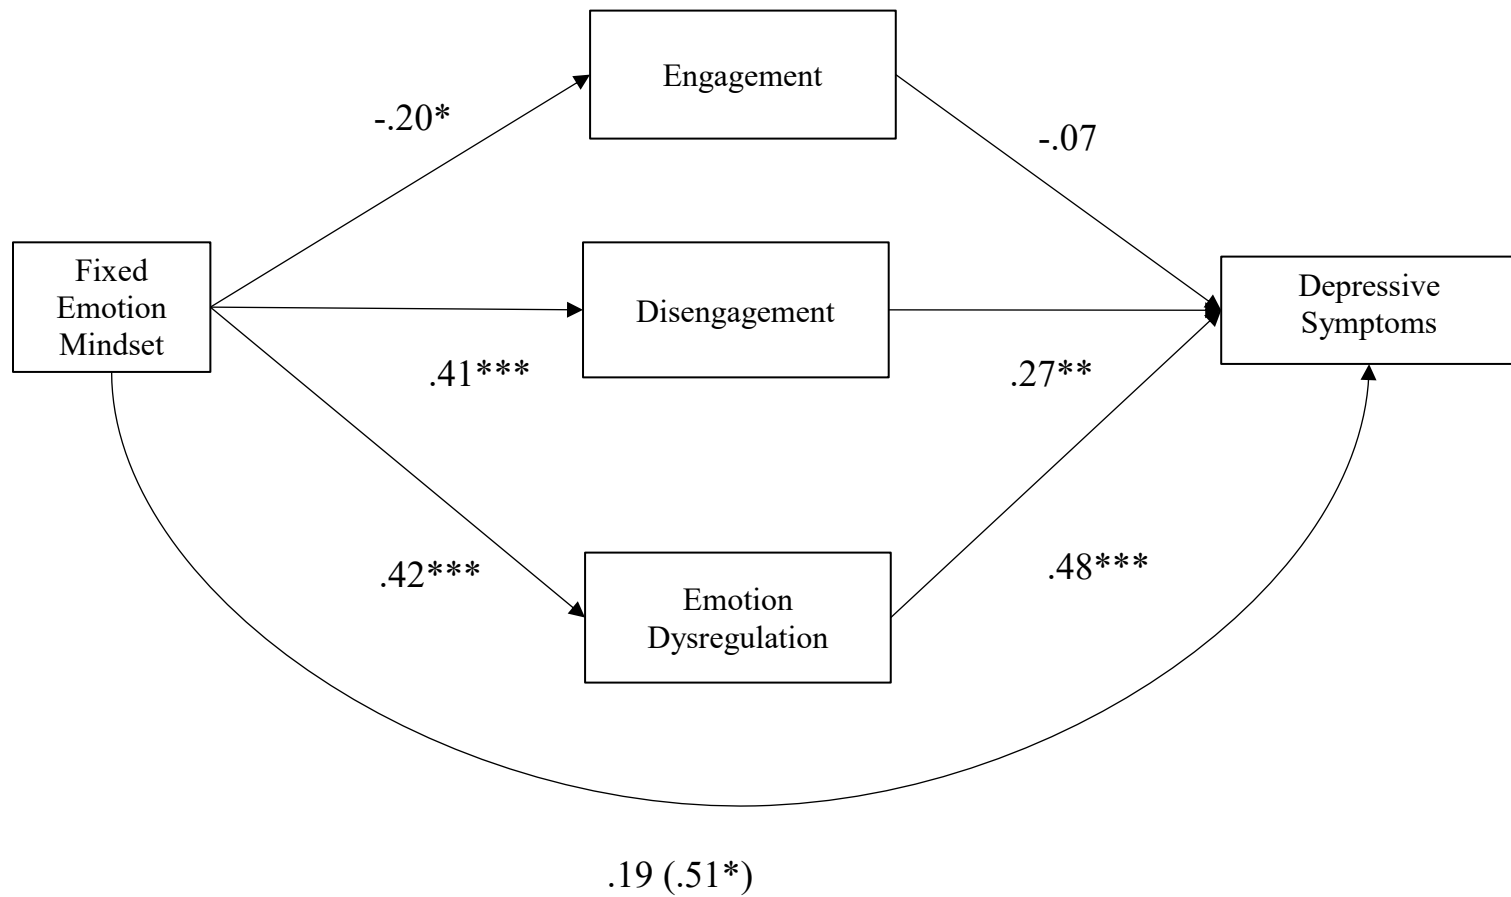 Engagement
-.20*
-.07
Fixed
Emotion
Mindset
Disengagement
Depressive
Symptoms
.41***
.27**
.42***
.48***
Emotion
Dysregulation
.19 (.51*)